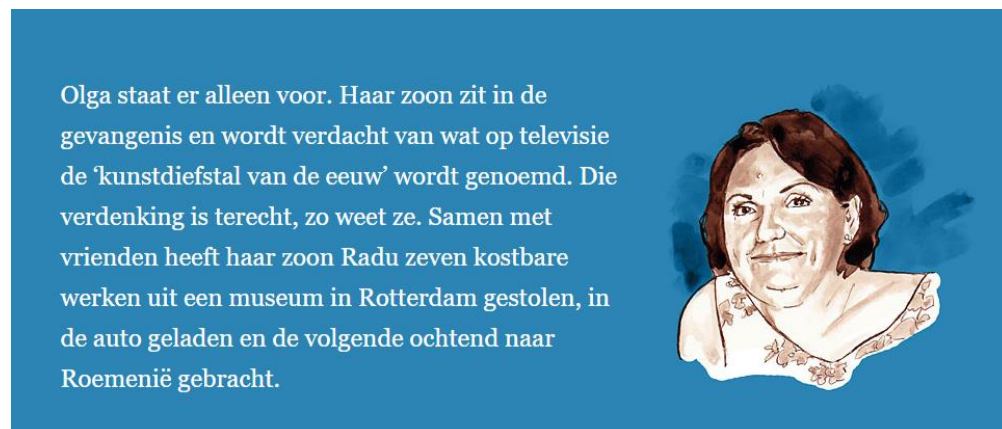 Olga staat er alleen voor. Haar zoon zit in de
gevangenis en wordt verdacht van wat op televisie
de ‘kunstdiefstal van de eeuw’ wordt genoemd. Die
verdenking is terecht, zo weet ze. Samen met
vrienden heeft haar zoon Radu zeven kostbare
werken uit een museum in Rotterdam gestolen, in
de auto geladen en de volgende ochtend naar
Roemenië gebracht.